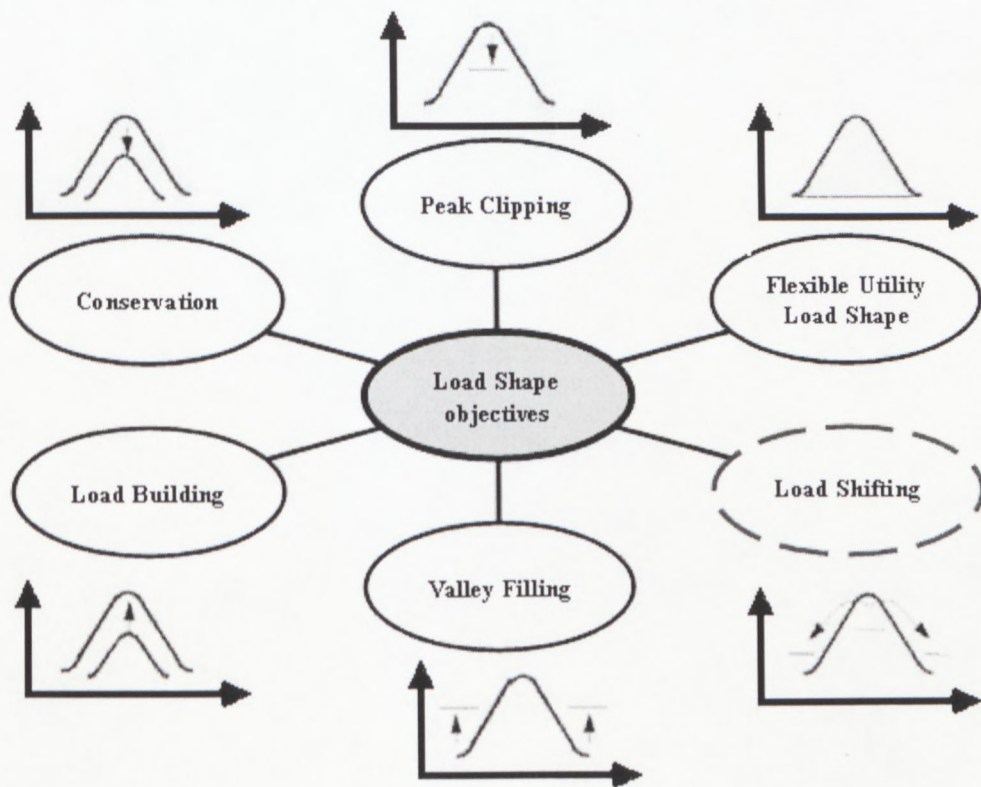 Peak Clipping
Conservation
Flexible Utility
Load Shape
Load Shape
objectives
Load Building
Load Shifting
Valley Filling